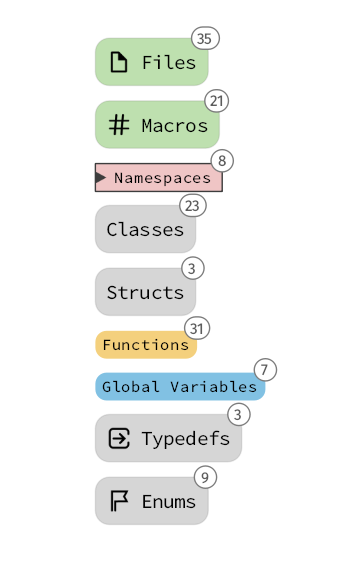 35
Files
21
# Macros
8
Namespaces
23
Classes
3
Structs
31
Functions
7
Global Variables
3
Typedefs
9
Enums